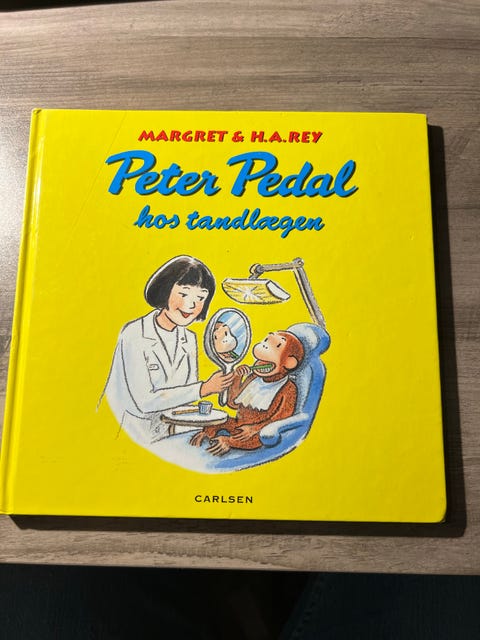 MARGRET & H.A.REY
Peter Pedal
hos tandlægen
CARLSEN